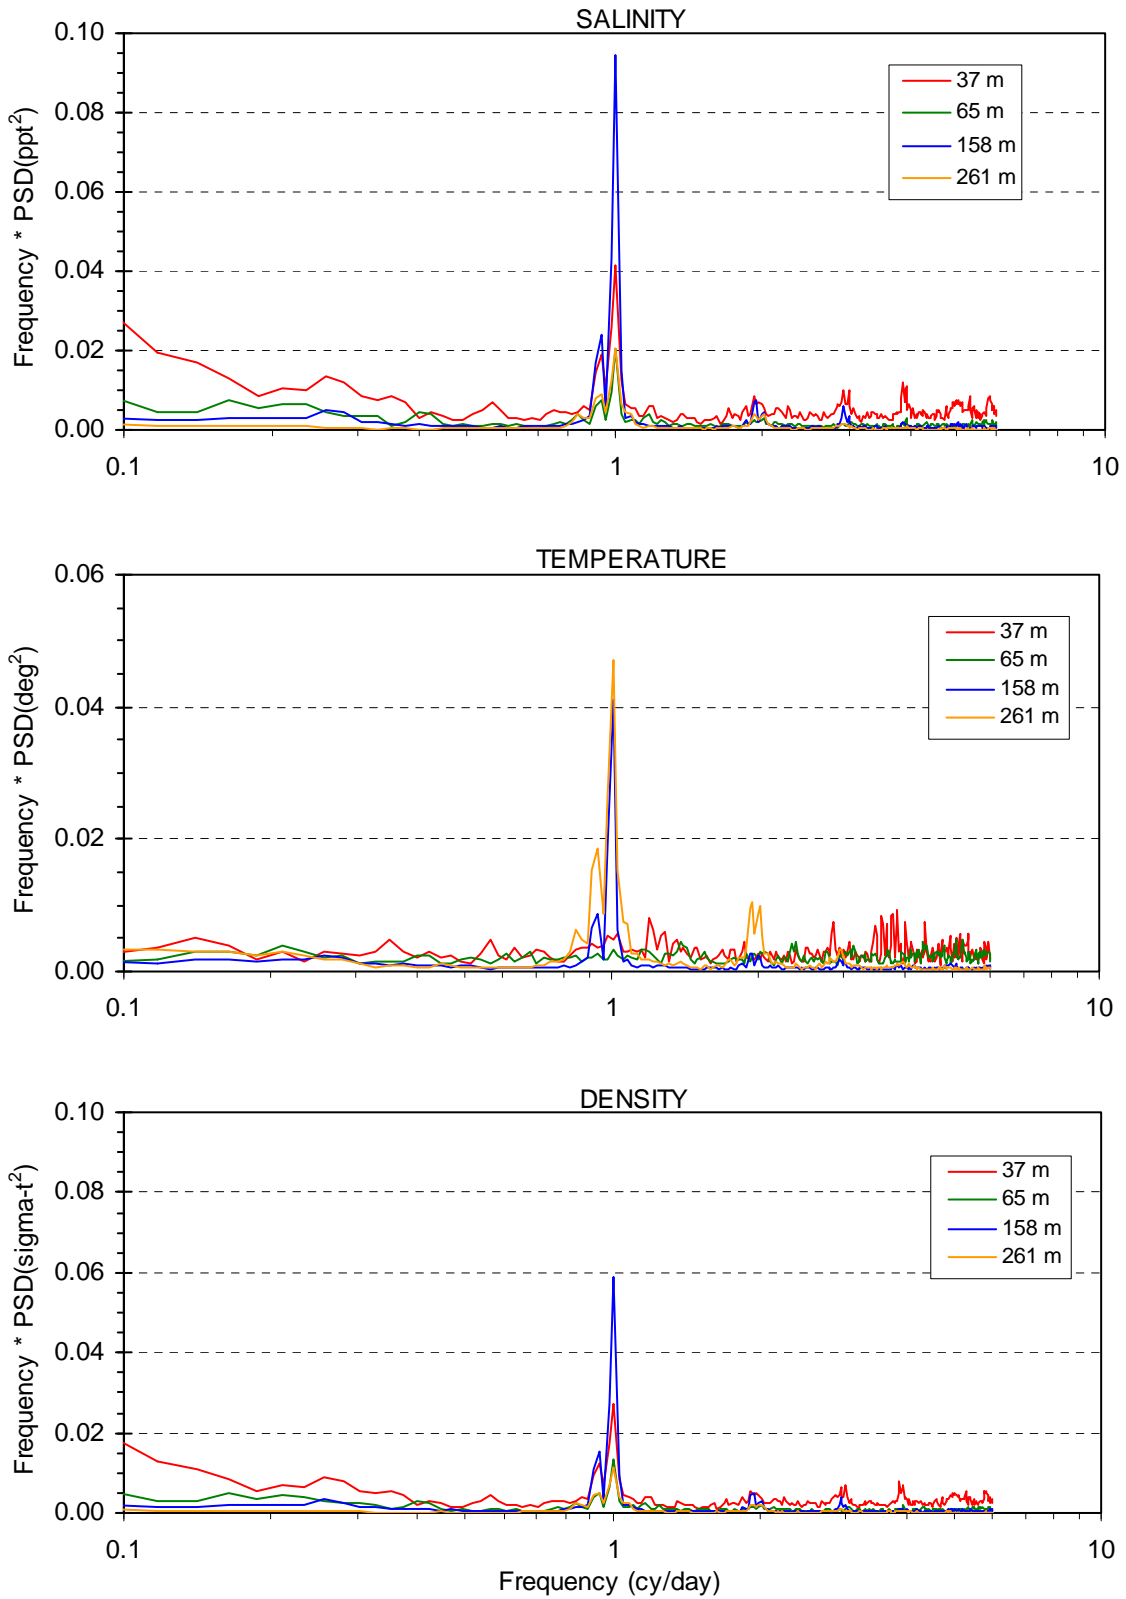 SALINITY
0.10
0.08
0.06
0.04
0.02
0.00
Frequency * PSD(ppt²)
37 m
65 m
158 m
261 m
0.1
1
10
TEMPERATURE
0.06
0.04
0.02
0.00
Frequency * PSD(deg²)
37 m
65 m
158 m
261 m
0.1
1
10
DENSITY
0.10
0.08
0.06
0.04
0.02
0.00
Frequency * PSD(sigma-t²)
37 m
65 m
158 m
261 m
0.1
1
10
Frequency (cy/day)